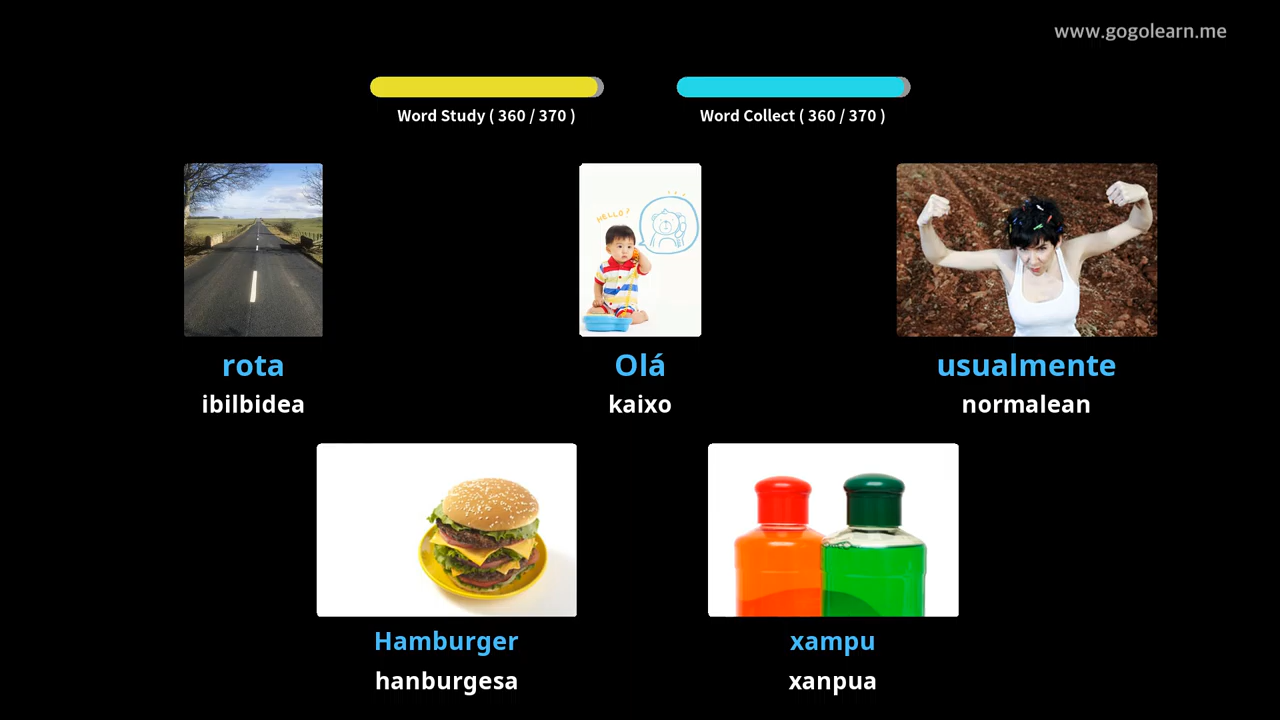 www.gogolearn.me
Word Study ( 360 / 370 )
Word Collect ( 360 / 370 )
HELLO?
rota
Olá
usualmente
ibilbidea
kaixo
normalean
Hamburger
xampu
hanburgesa
xanpua